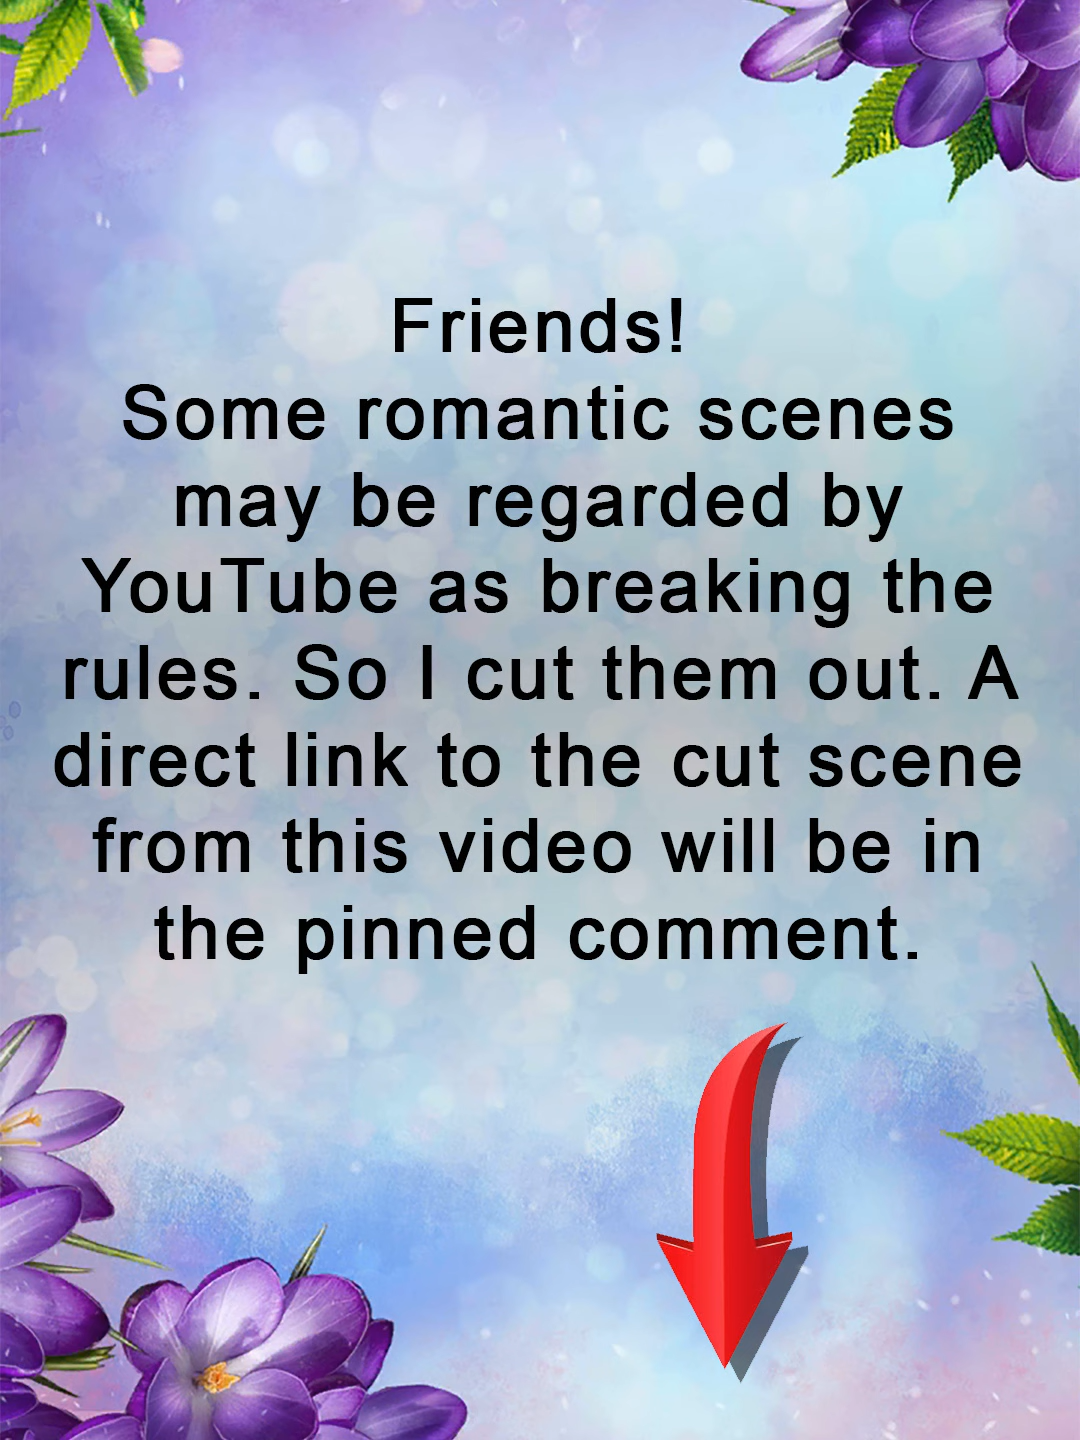 Friends!
Some romantic scenes
may be regarded by
YouTube as breaking the
rules. So I cut them out. A
direct link to the cut scene
from this video will be in
the pinned comment.